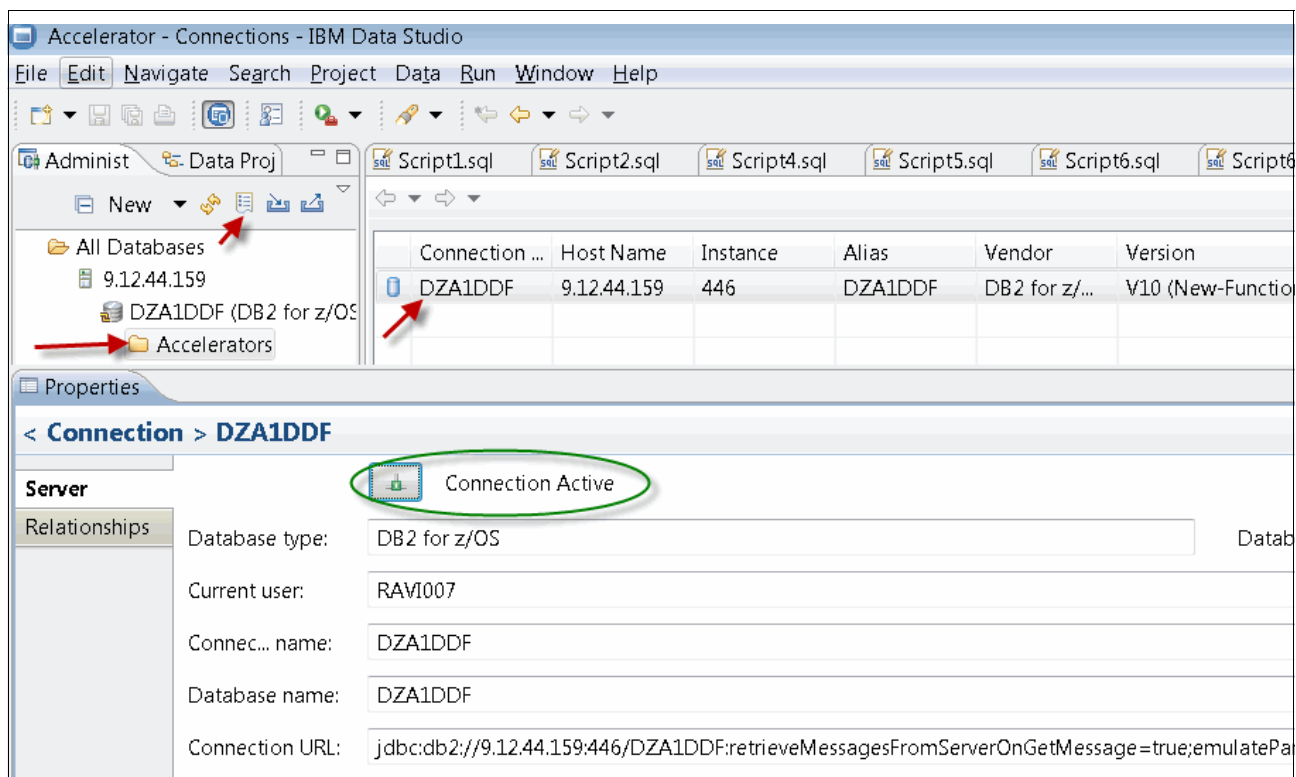 Accelerator - Connections - IBM Data Studio
File Edit Navigate Search Project Data Run Window Help
Administ Data Proj Script1.sql Script2.sql Script4.sql Script5.sql Script6.sql Script6
New
All Databases
9.12.44.159
DZA1DDF (DB2 for z/OS
Accelerators
Connection ... Host Name Instance Alias Vendor Version
DZA1DDF 9.12.44.159 446 DZA1DDF DB2 for z/... V10 (New-Functio
Properties
< Connection > DZA1DDF
Server
Relationships
Connection Active
Database type: DB2 for z/OS Datab
Current user: RAVI007
Connec... name: DZA1DDF
Database name: DZA1DDF
Connection URL: jdbc:db2://9.12.44.159:446/DZA1DDF:retrieveMessagesFromServerOnGetMessage=true;emulatePar